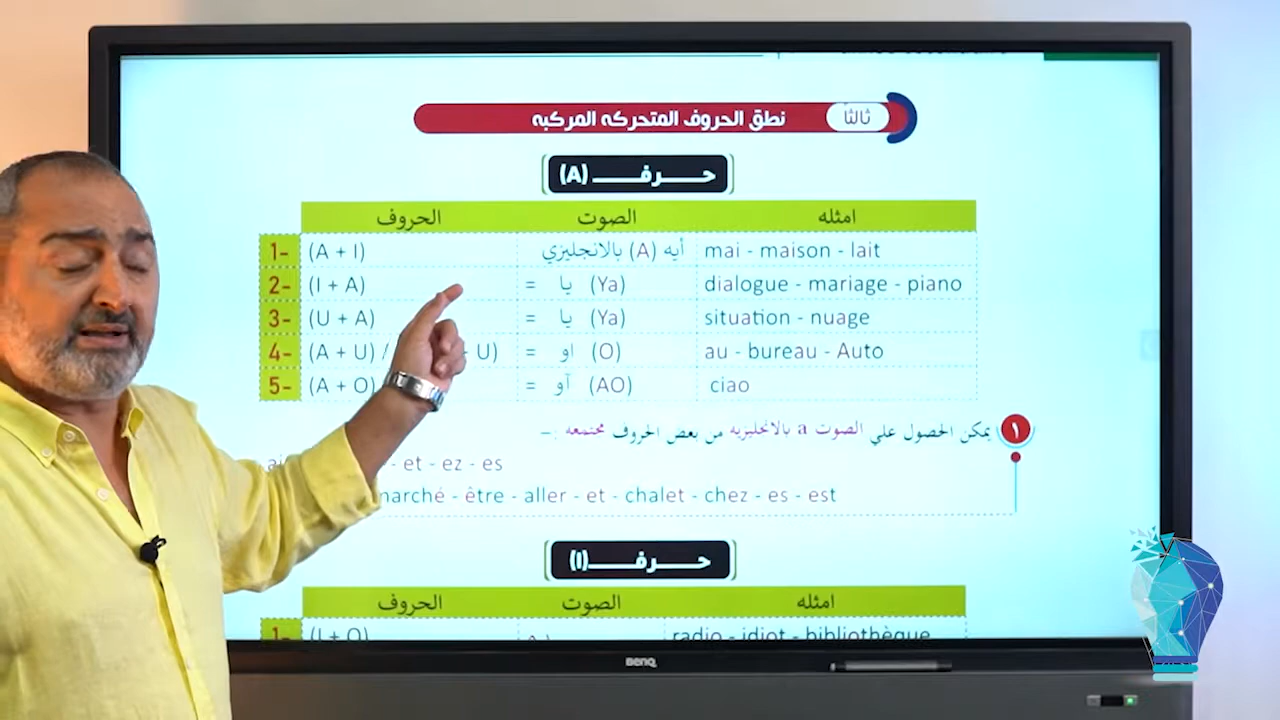 ثالثا نطق الحروف المتحركه المركبه
حـــرف (A)
الحروف الصوت امثله
1- (A + I) أيه (A) بالانجليزي mai - maison - lait
2- (I + A) = يا (Ya) dialogue - mariage - piano
3- (U + A) = يا (Ya) situation - nuage
4- (A + U) / - U) = او (O) au - bureau - Auto
5- (A + O) = آو (AO) ciao
١ يمكن الحصول علي الصوت a بالانجليزيه من بعض الحروف مجتمعه :-
- et - ez - es
marché - être - aller - et - chalet - chez - es - est
حـــرف (I)
الحروف الصوت امثله
1- (I + O) radio - idiot - bibliothèque
BenQ